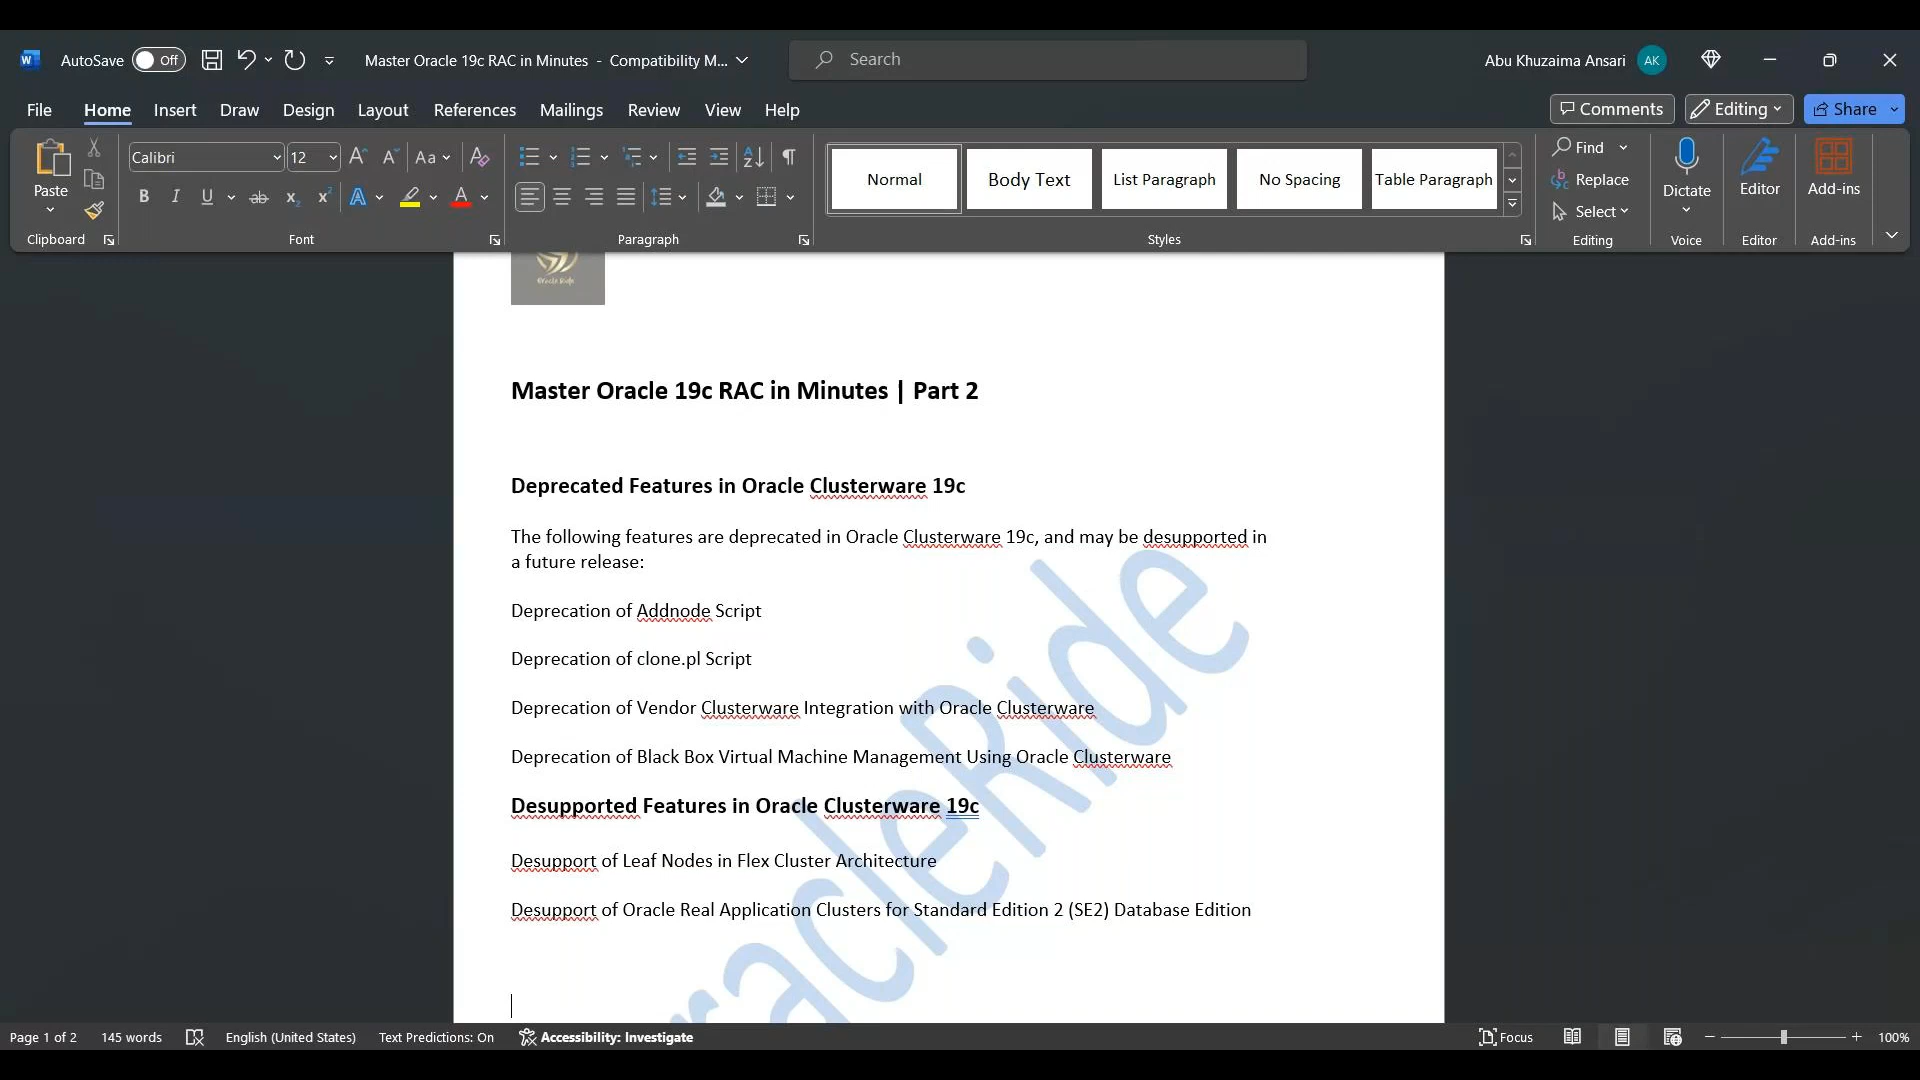 AutoSave Off Master Oracle 19c RAC in Minutes - Compatibility M... Search Abu Khuzaima Ansari AK
File Home Insert Draw Design Layout References Mailings Review View Help Comments Editing Share
Paste Calibri 12 Aa Normal Body Text List Paragraph No Spacing Table Paragraph Find Replace Select Dictate Editor Add-ins
Clipboard Font Paragraph Styles Editing Voice Editor Add-ins
Oracle Ride
Master Oracle 19c RAC in Minutes | Part 2
Deprecated Features in Oracle Clusterware 19c
The following features are deprecated in Oracle Clusterware 19c, and may be desupported in
a future release:
Deprecation of Addnode Script
Deprecation of clone.pl Script
Deprecation of Vendor Clusterware Integration with Oracle Clusterware
Deprecation of Black Box Virtual Machine Management Using Oracle Clusterware
Desupported Features in Oracle Clusterware 19c
Desupport of Leaf Nodes in Flex Cluster Architecture
Desupport of Oracle Real Application Clusters for Standard Edition 2 (SE2) Database Edition
racleRide
Page 1 of 2 145 words English (United States) Text Predictions: On Accessibility: Investigate Focus 100%